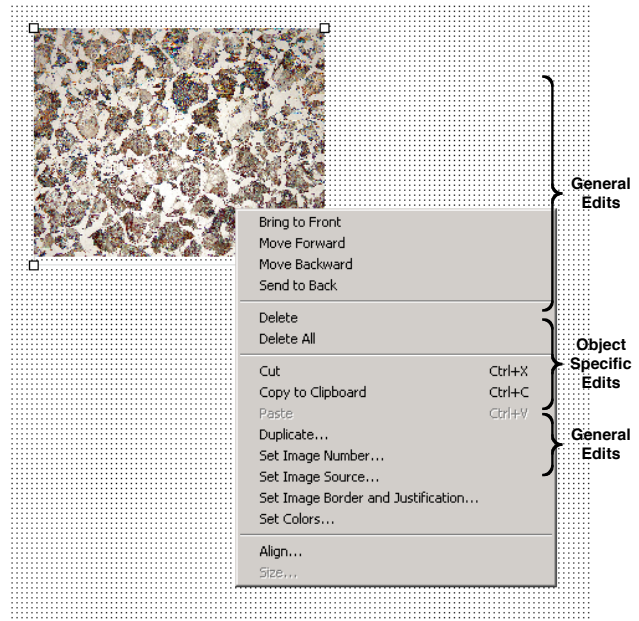 Bring to Front
Move Forward
Move Backward
Send to Back
Delete
Delete All
Cut Ctrl+X
Copy to Clipboard Ctrl+C
Paste Ctrl+V
Duplicate...
Set Image Number...
Set Image Source...
Set Image Border and Justification...
Set Colors...
Align...
Size...
General
Edits
Object
Specific
Edits
General
Edits